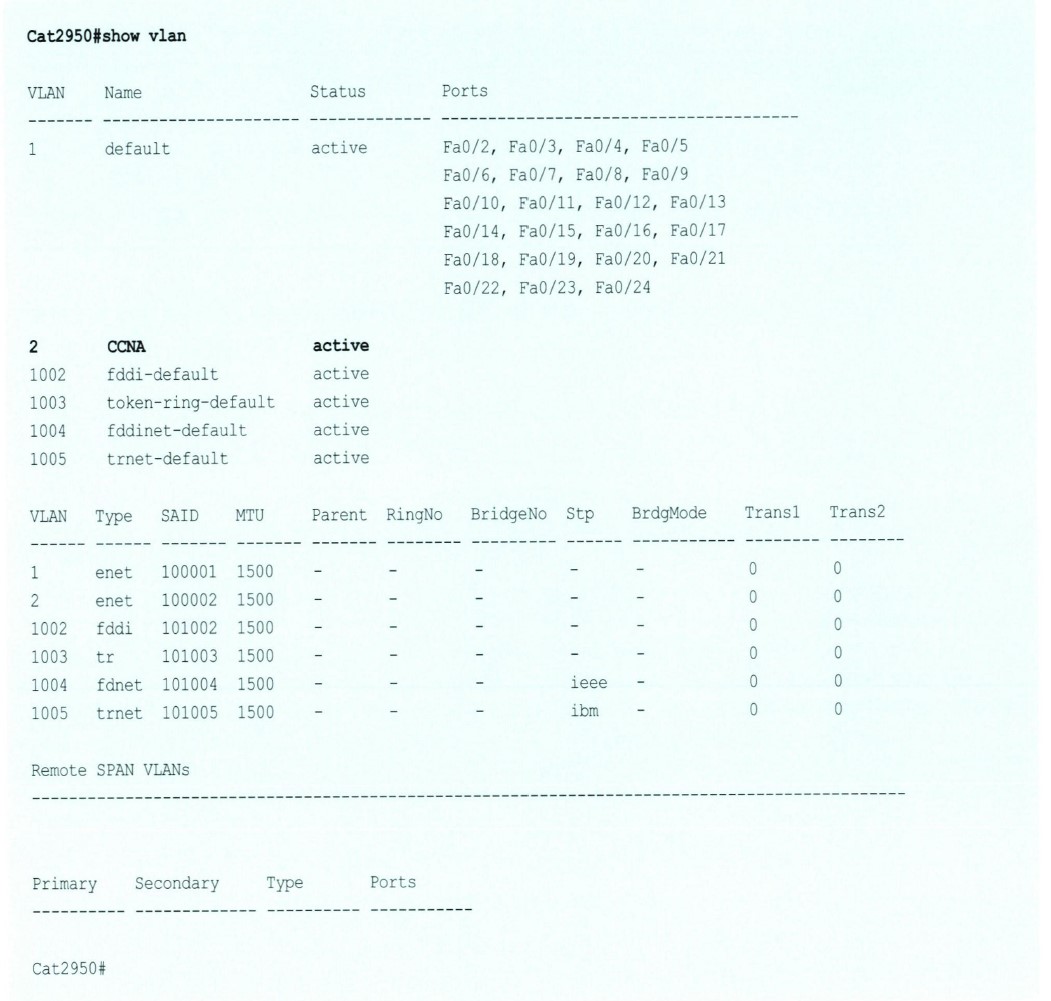 Cat2950#show vlan
VLAN Name Status Ports
------- --------------------- ------------- --------------------------------------
1 default active Fa0/2, Fa0/3, Fa0/4, Fa0/5
Fa0/6, Fa0/7, Fa0/8, Fa0/9
Fa0/10, Fa0/11, Fa0/12, Fa0/13
Fa0/14, Fa0/15, Fa0/16, Fa0/17
Fa0/18, Fa0/19, Fa0/20, Fa0/21
Fa0/22, Fa0/23, Fa0/24
2 CCNA active
1002 fddi-default active
1003 token-ring-default active
1004 fddinet-default active
1005 trnet-default active
VLAN Type SAID MTU Parent RingNo BridgeNo Stp BrdgMode Trans1 Trans2
------ ------ ------- ------- ------- -------- --------- ------ ----------- -------- --------
1 enet 100001 1500 - - - - - 0 0
2 enet 100002 1500 - - - - - 0 0
1002 fddi 101002 1500 - - - - - 0 0
1003 tr 101003 1500 - - - - - 0 0
1004 fdnet 101004 1500 - - - ieee - 0 0
1005 trnet 101005 1500 - - - ibm - 0 0
Remote SPAN VLANs
---------------------------------------------------------------------------------------------
Primary Secondary Type Ports
---------- ------------- ---------- -----------
Cat2950#